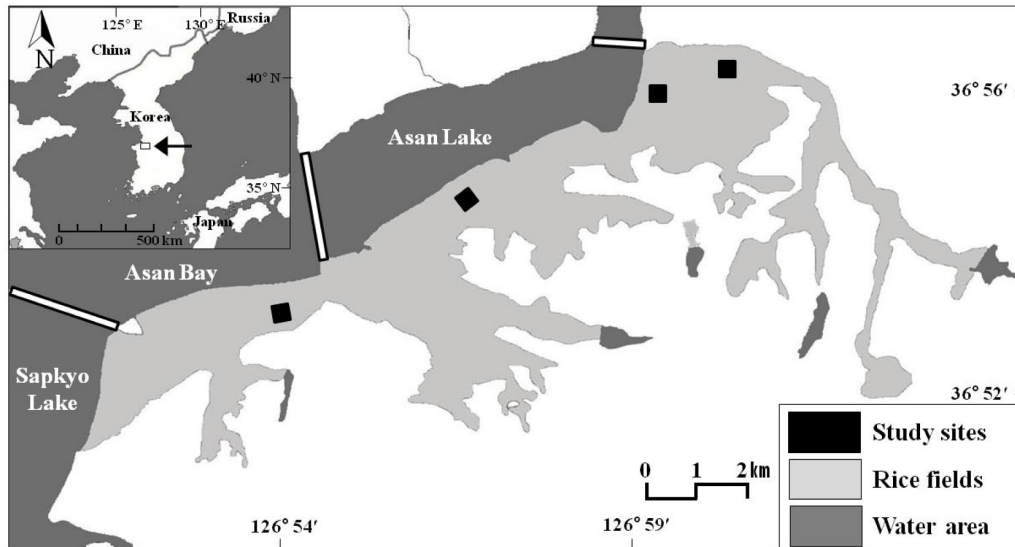 125° E
130° E
Russia
China
N
40° N
Korea
35° N
Japan
0
500 km
36° 56′
Asan Lake
Asan Bay
Sapkyo
Lake
36° 52′
Study sites
0 1 2 km
Rice fields
Water area
126° 54′
126° 59′